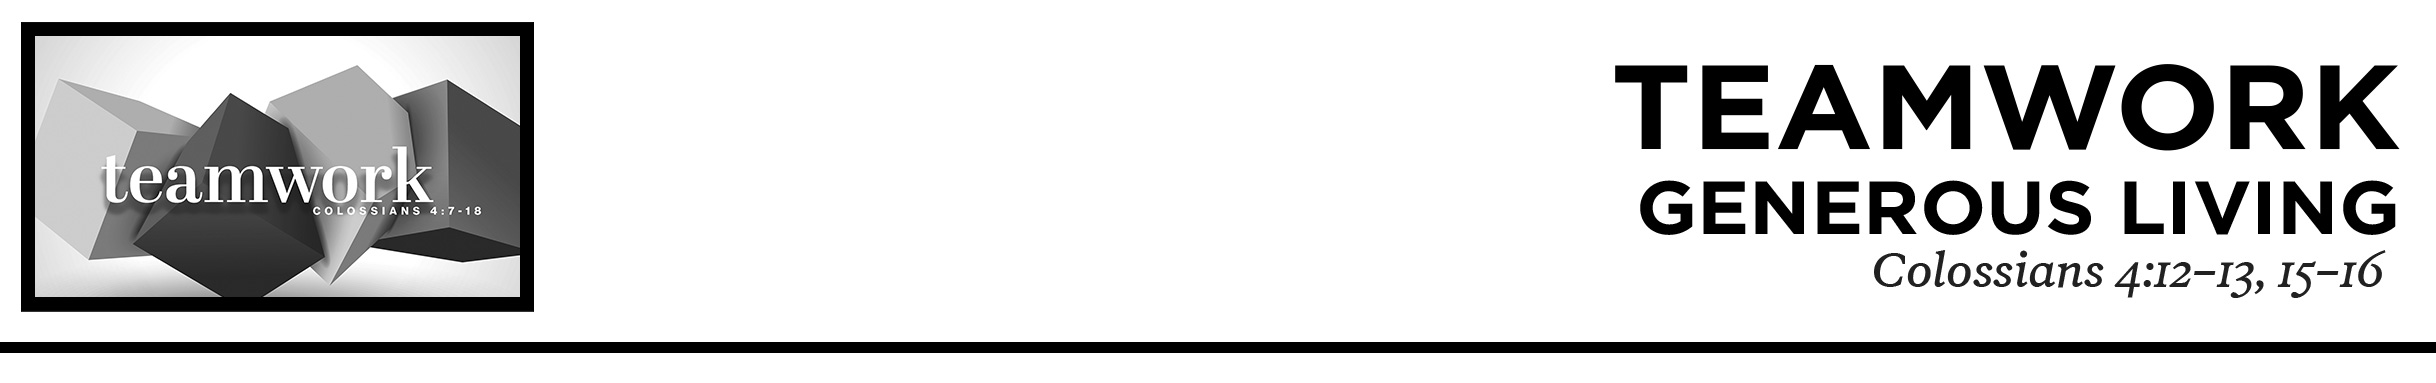 teamwork
COLOSSIANS 4:7-18
TEAMWORK
GENEROUS LIVING
Colossians 4:12–13, 15–16